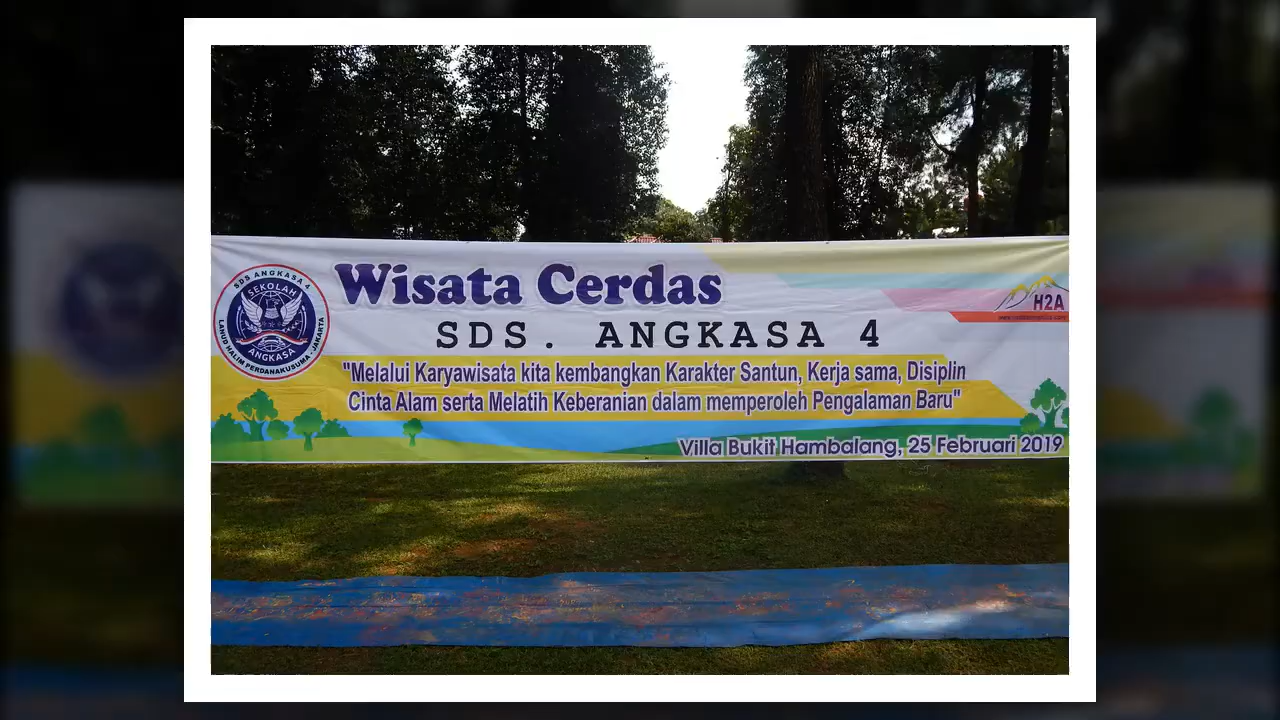 Wisata Cerdas
SDS. ANGKASA 4
"Melalui Karyawisata kita kembangkan Karakter Santun, Kerja sama, Disiplin
Cinta Alam serta Melatih Keberanian dalam memperoleh Pengalaman Baru"
Villa Bukit Hambalang, 25 Februari 2019
SDS ANGKASA 4
SEKOLAH
ANGKASA
LANUD HALIM PERDANAKUSUMA - JAKARTA
H2A